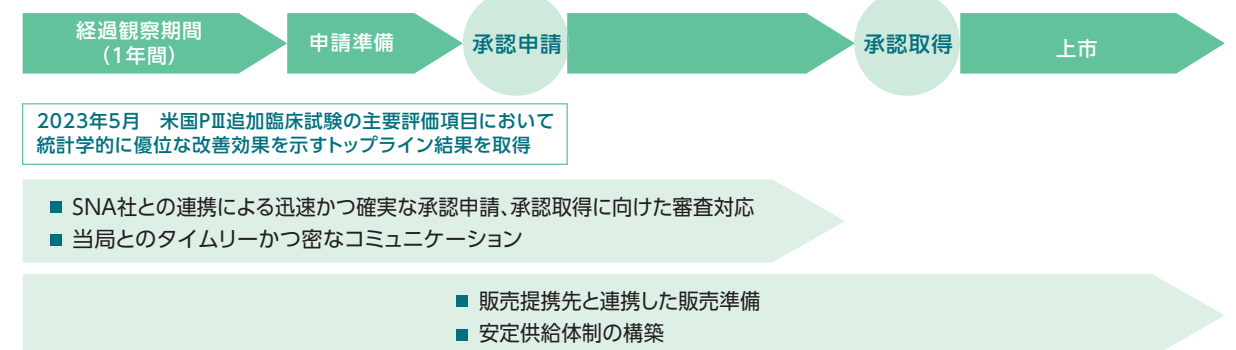 経過観察期間
（1年間）
申請準備
承認申請
承認取得
上市
2023年5月　米国PⅢ追加臨床試験の主要評価項目において
統計学的に優位な改善効果を示すトップライン結果を取得
■ SNA社との連携による迅速かつ確実な承認申請、承認取得に向けた審査対応
■ 当局とのタイムリーかつ密なコミュニケーション
■ 販売提携先と連携した販売準備
■ 安定供給体制の構築